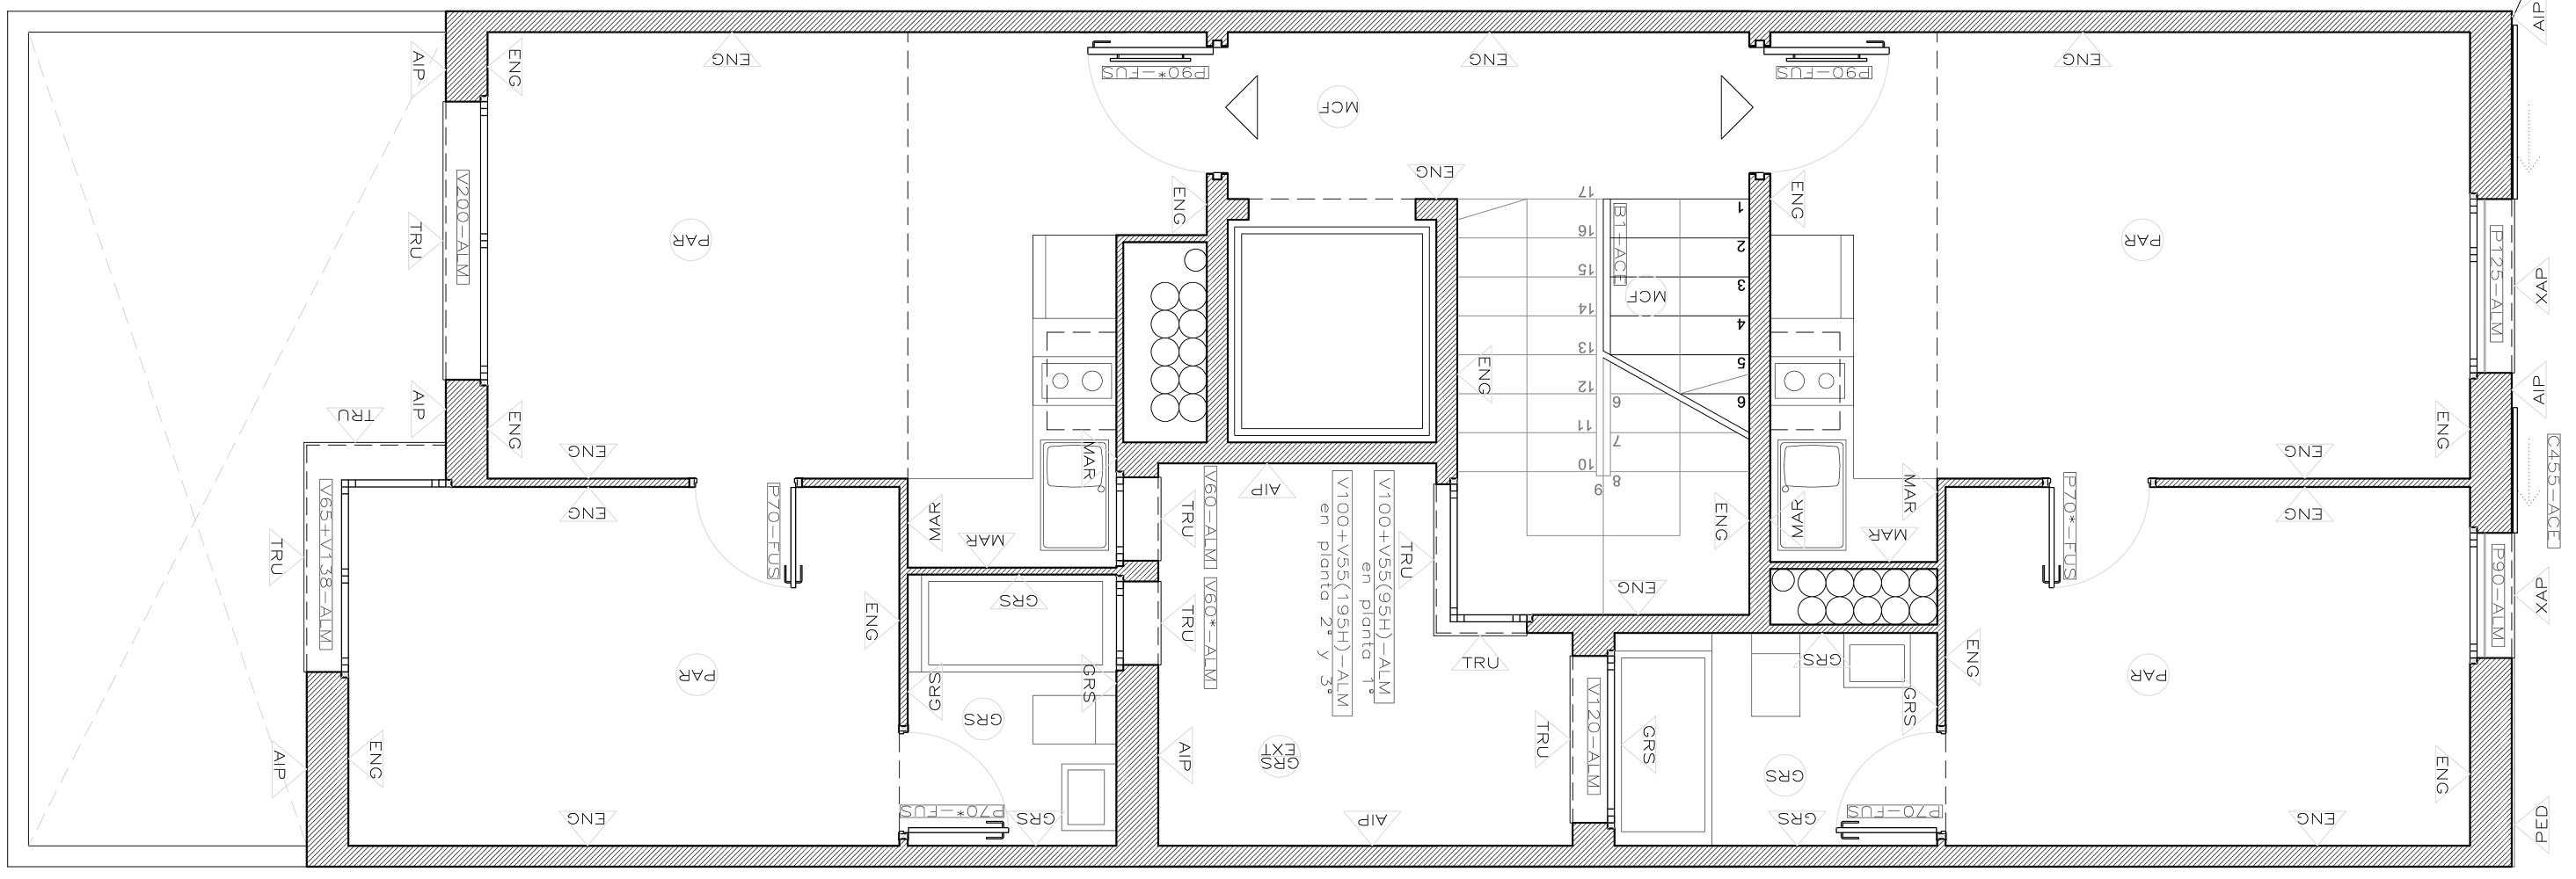 AIP
AIP
ENG
ENG
P90*-FUS
ENG
P90-FUS
ENG
MCF
ENG
ENG
ENG
V200-ALM
TRU
PAR
17
16
15
14
13
12
11
10
9
8
7
6
1
2
3
4
5
6
B1-ACE
MCF
ENG
PAR
P125-ALM
XAP
AIP
TRU
AIP
ENG
ENG
ENG
MAR
AIP
ENG
ENG
ENG
ENG
C455-ACE
V65+V138-ALM
TRU
P70-FUS
ENG
MAR
MAR
V60-ALM
TRU
V60*-ALM
TRU
V100+V55(95H)-ALM
en planta 1ª
V100+V55(195H)-ALM
en planta 2ª y 3ª
TRU
ENG
MAR
MAR
MAR
P70*-FUS
P90-ALM
XAP
GRS
ENG
TRU
GRS
GRS
ENG
PAR
GRS
GRS
GRS
GRS
EXT
AIP
TRU
V120-ALM
GRS
GRS
PAR
AIP
ENG
ENG
P70*-FUS
GRS
AIP
GRS
P70-FUS
ENG
ENG
PED